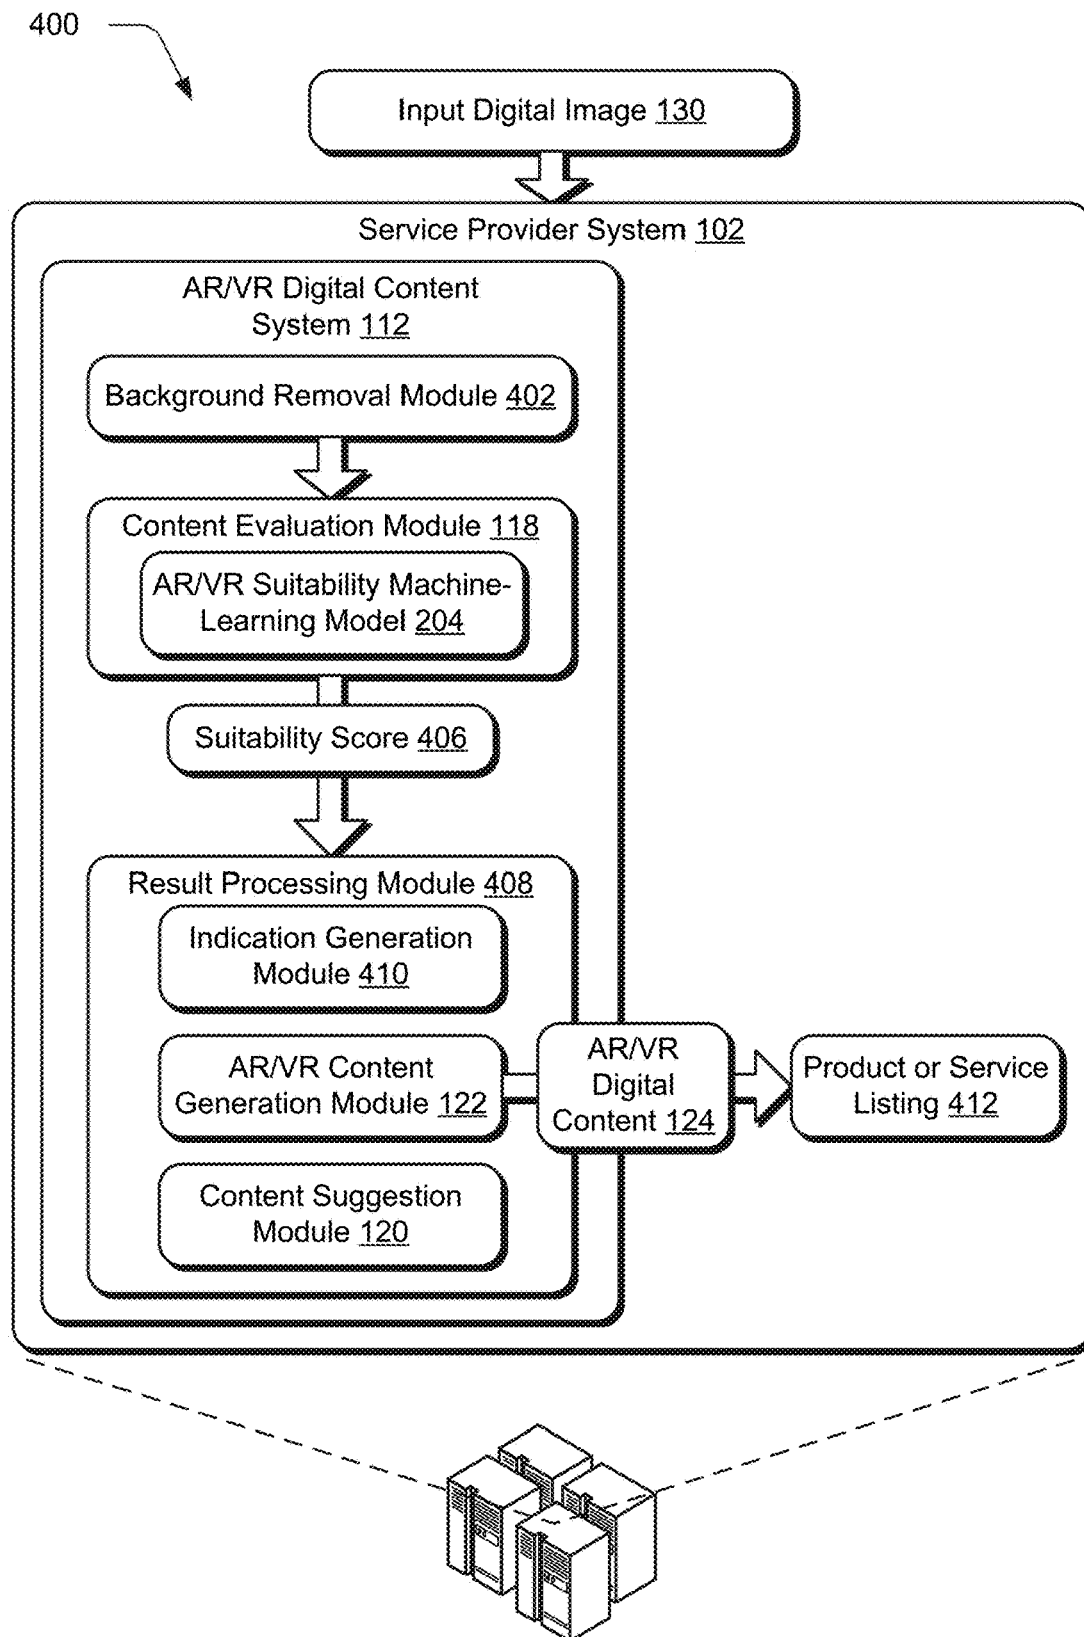 400
Input Digital Image 130
Service Provider System 102
AR/VR Digital Content
System 112
Background Removal Module 402
Content Evaluation Module 118
AR/VR Suitability Machine-
Learning Model 204
Suitability Score 406
Result Processing Module 408
Indication Generation
Module 410
AR/VR Content
Generation Module 122
AR/VR
Digital
Content 124
Product or Service
Listing 412
Content Suggestion
Module 120